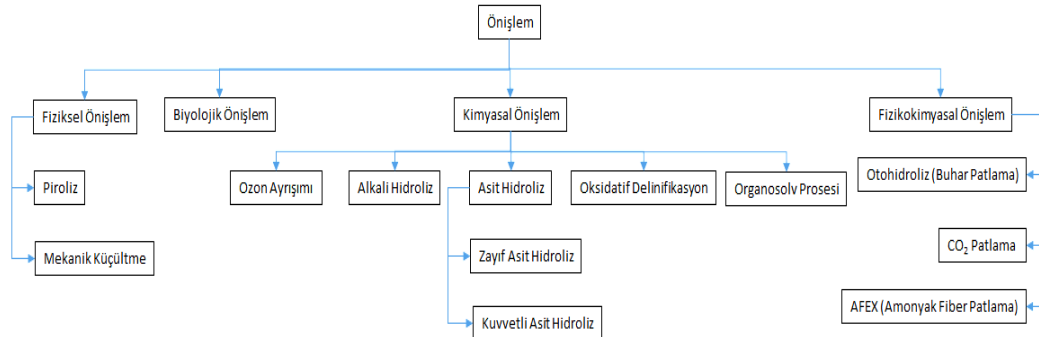 Önişlem
Fiziksel Önişlem
Biyolojik Önişlem
Kimyasal Önişlem
Fizikokimyasal Önişlem
Piroliz
Ozon Ayrışımı
Alkali Hidroliz
Asit Hidroliz
Oksidatif Delinifikasyon
Organosolv Prosesi
Otohidroliz (Buhar Patlama)
Mekanik Küçültme
Zayıf Asit Hidroliz
CO₂ Patlama
Kuvvetli Asit Hidroliz
AFEX (Amonyak Fiber Patlama)